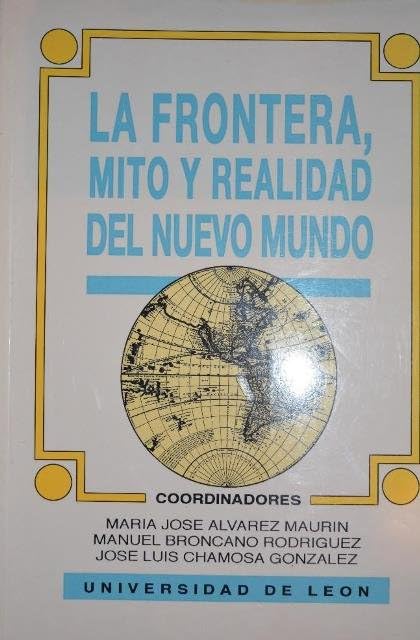 LA FRONTERA,
MITO Y REALIDAD
DEL NUEVO MUNDO
COORDINADORES
MARIA JOSE ALVAREZ MAURIN
MANUEL BRONCANO RODRIGUEZ
JOSE LUIS CHAMOSA GONZALEZ
UNIVERSIDAD DE LEON